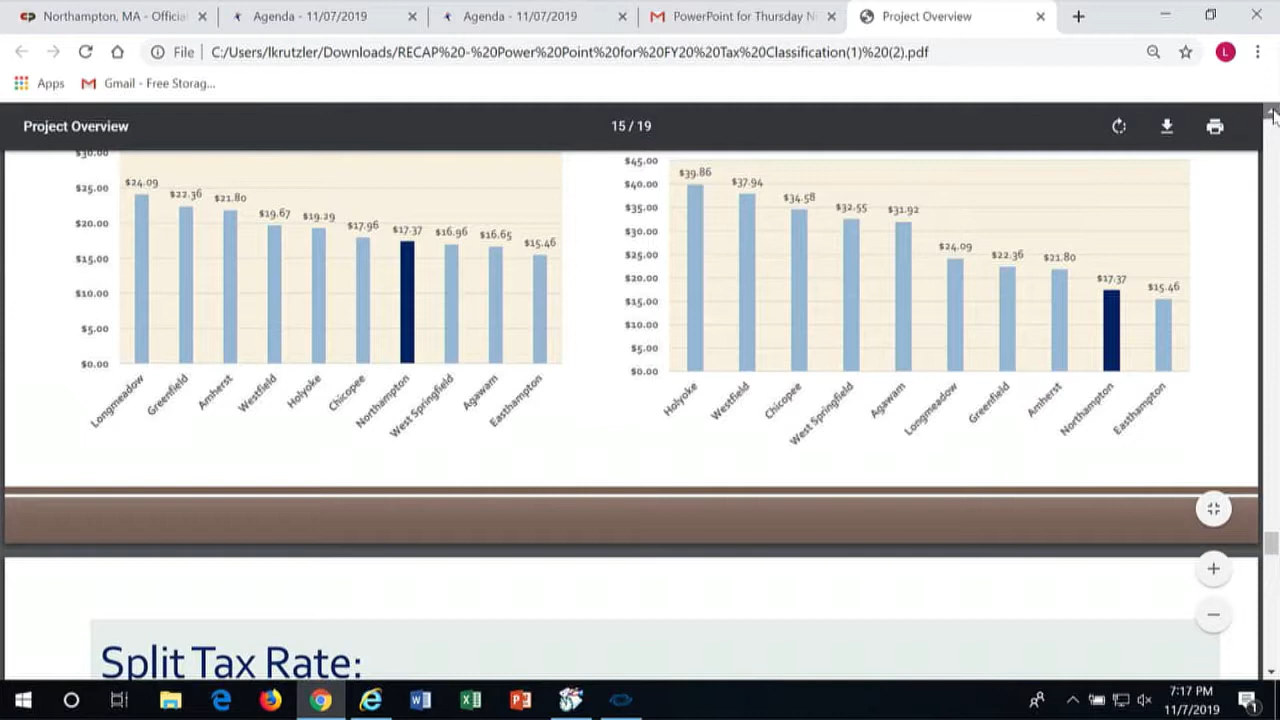 Northampton, MA - Officia
Agenda - 11/07/2019
Agenda - 11/07/2019
PowerPoint for Thursday N
Project Overview
File
C:/Users/lkrutzler/Downloads/RECAP%20-%20Power%20Point%20for%20FY20%20Tax%20Classification(1)%20(2).pdf
L
Apps
Gmail - Free Storag...
Project Overview
15 / 19
$30.00
$25.00
$20.00
$15.00
$10.00
$5.00
$0.00
$24.09
$22.36
$21.80
$19.67
$19.29
$17.96
$17.37
$16.96
$16.65
$15.46
Longmeadow
Greenfield
Amherst
Westfield
Holyoke
Chicopee
Northampton
West Springfield
Agawam
Easthampton
$45.00
$40.00
$35.00
$30.00
$25.00
$20.00
$15.00
$10.00
$5.00
$0.00
$39.86
$37.94
$34.58
$32.55
$31.92
$24.09
$22.36
$21.80
$17.37
$15.46
Holyoke
Westfield
Chicopee
West Springfield
Agawam
Longmeadow
Greenfield
Amherst
Northampton
Easthampton
Split Tax Rate:
7:17 PM
11/7/2019
1